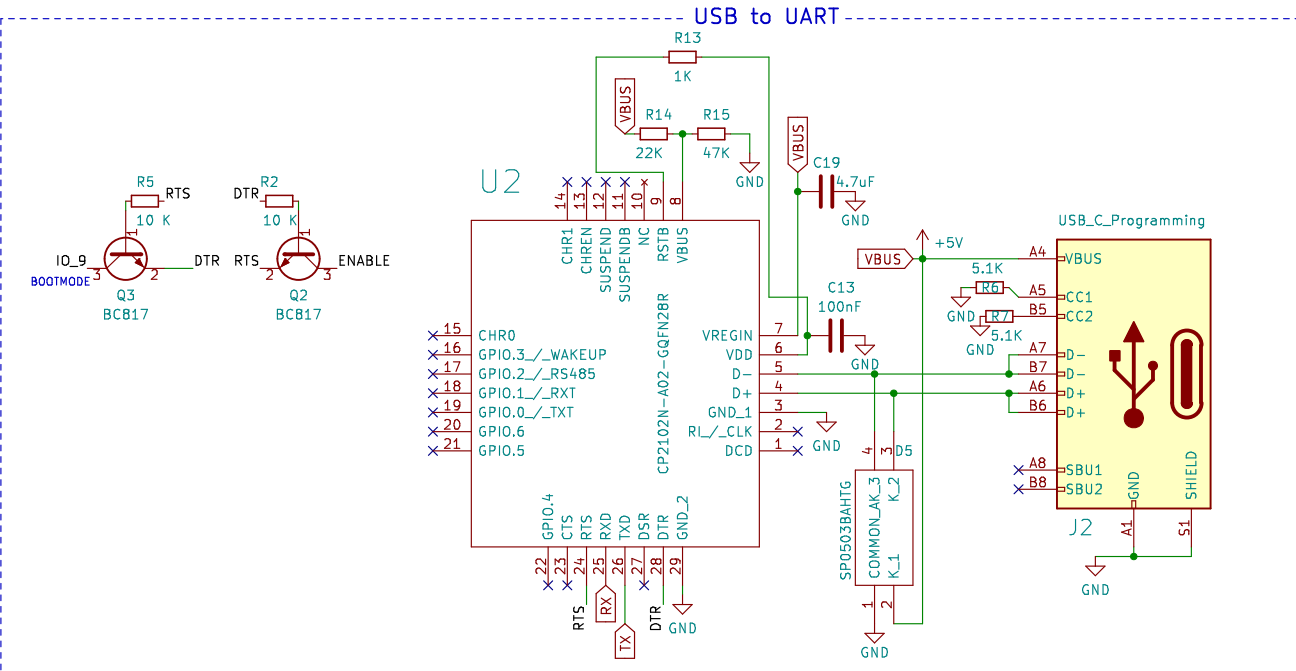 USB to UART
R13
1K
VBUS
R14
R15
22K
47K
GND
VBUS
C19
4.7uF
GND
R5
RTS
10 K
1
IO_9
BOOTMODE
3
2
DTR
Q3
BC817
DTR
R2
10 K
1
RTS
2
3
ENABLE
Q2
BC817
U2
14
13
12
11
10
9
8
CHR1
CHREN
SUSPEND
SUSPENDB
NC
RSTB
VBUS
CP2102N-A02-GQFN28R
15 CHR0
16 GPIO.3_/_WAKEUP
17 GPIO.2_/_RS485
18 GPIO.1_/_RXT
19 GPIO.0_/_TXT
20 GPIO.6
21 GPIO.5
VREGIN 7
VDD 6
D- 5
D+ 4
GND_1 3
RI_/_CLK 2
DCD 1
GPIO.4
CTS
RTS
RXD
TXD
DSR
DTR
GND_2
22
23
24
25
26
27
28
29
RTS
RX
TX
DTR
GND
C13
100nF
GND
GND
VBUS
+5V
USB_C_Programming
5.1K
R6
GND
R7
5.1K
GND
A4 VBUS
A5 CC1
B5 CC2
A7 D-
B7 D-
A6 D+
B6 D+
A8 SBU1
B8 SBU2
GND
SHIELD
A1
S1
J2
GND
4
3
D5
SP0503BAHTG
COMMON_AK_3
K_2
K_1
1
2
GND